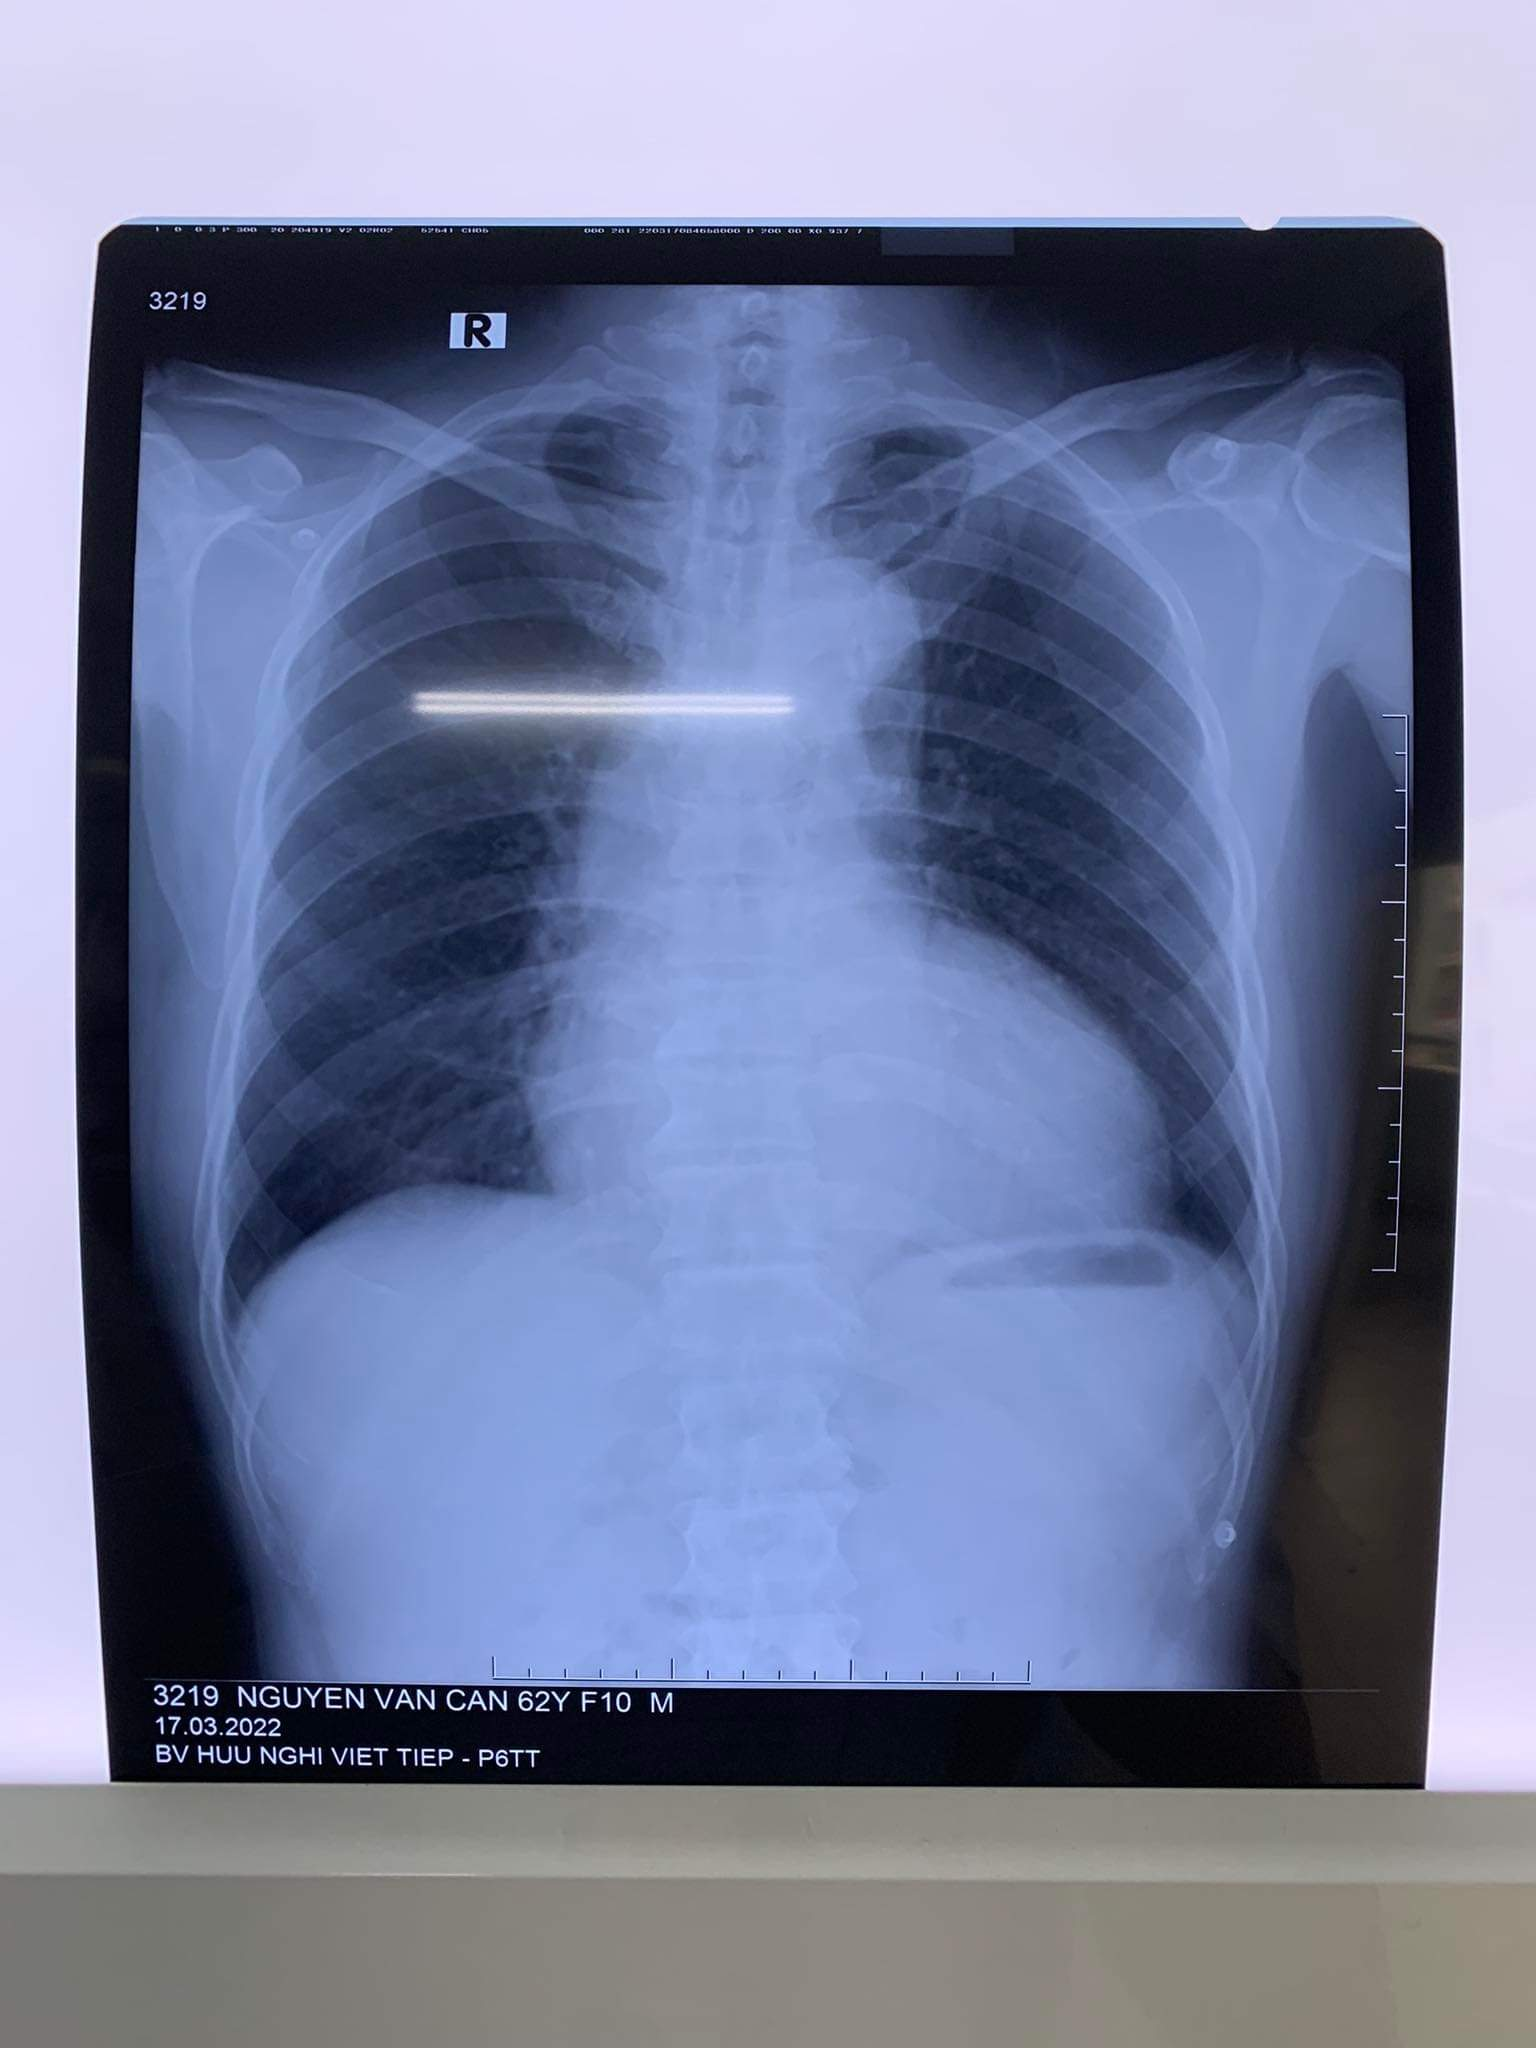 3219
R
3219 NGUYEN VAN CAN 62Y F10 M
17.03.2022
BV HUU NGHI VIET TIEP - P6TT